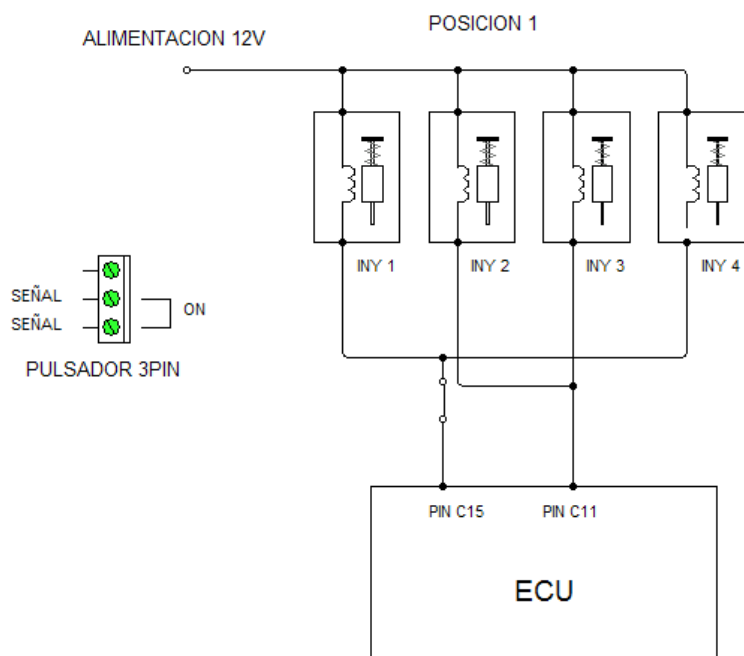 POSICION 1
ALIMENTACION 12V
INY 1
INY 2
INY 3
INY 4
SEÑAL
SEÑAL
ON
PULSADOR 3PIN
PIN C15
PIN C11
ECU